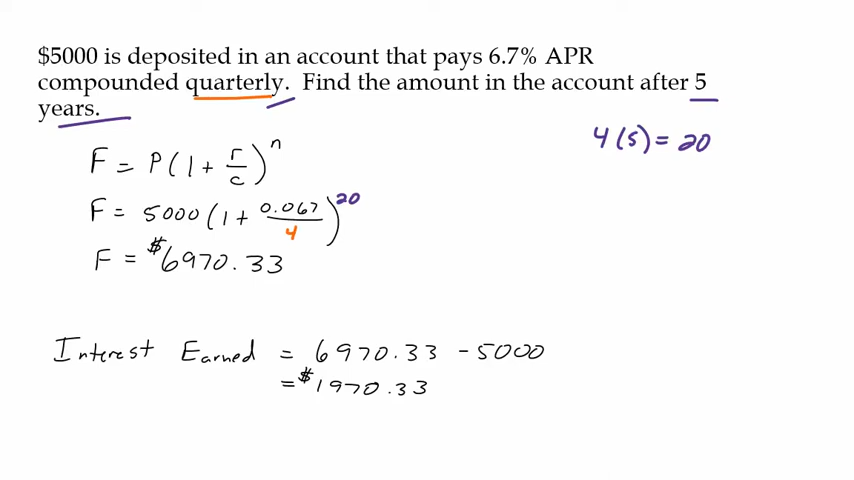 $5000 is deposited in an account that pays 6.7% APR
compounded quarterly. Find the amount in the account after 5
years.
4(5) = 20
F = P(1 + r/c)^n
F = 5000(1 + 0.067/4)^20
F = $6970.33
Interest Earned = 6970.33 - 5000
= $1970.33